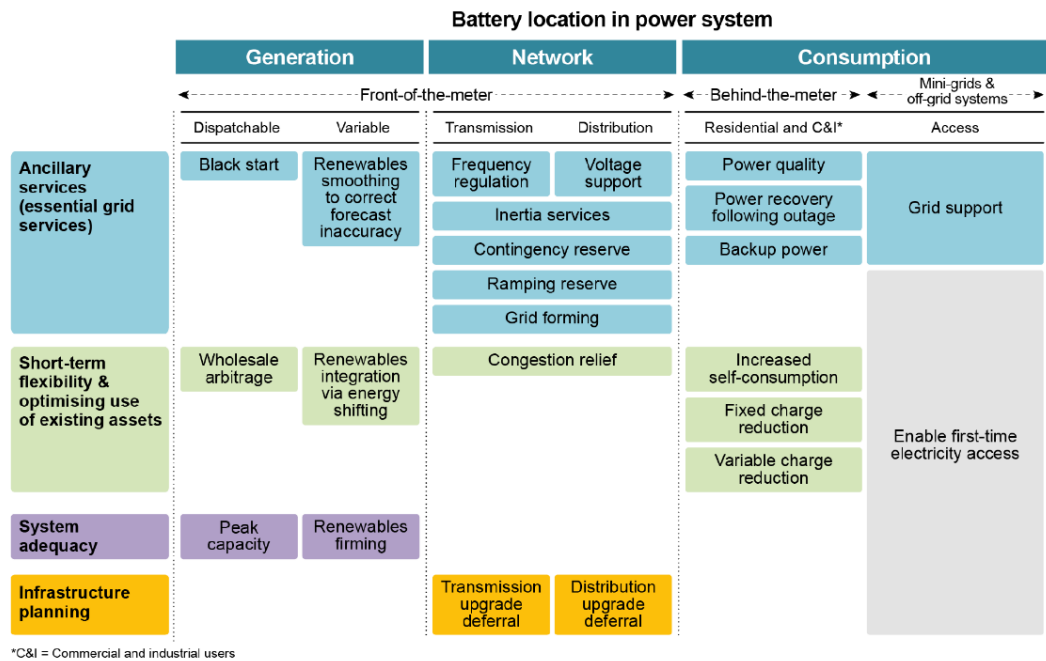 Battery location in power system
Generation
Network
Consumption
Front-of-the-meter
Behind-the-meter
Mini-grids &
off-grid systems
Dispatchable
Variable
Transmission
Distribution
Residential and C&I*
Access
Ancillary
services
(essential grid
services)
Black start
Renewables
smoothing
to correct
forecast
inaccuracy
Frequency
regulation
Voltage
support
Inertia services
Contingency reserve
Ramping reserve
Grid forming
Power quality
Power recovery
following outage
Backup power
Grid support
Short-term
flexibility &
optimising use
of existing assets
Wholesale
arbitrage
Renewables
integration
via energy
shifting
Congestion relief
Increased
self-consumption
Fixed charge
reduction
Variable charge
reduction
Enable first-time
electricity access
System
adequacy
Peak
capacity
Renewables
firming
Infrastructure
planning
Transmission
upgrade
deferral
Distribution
upgrade
deferral
*C&I = Commercial and industrial users